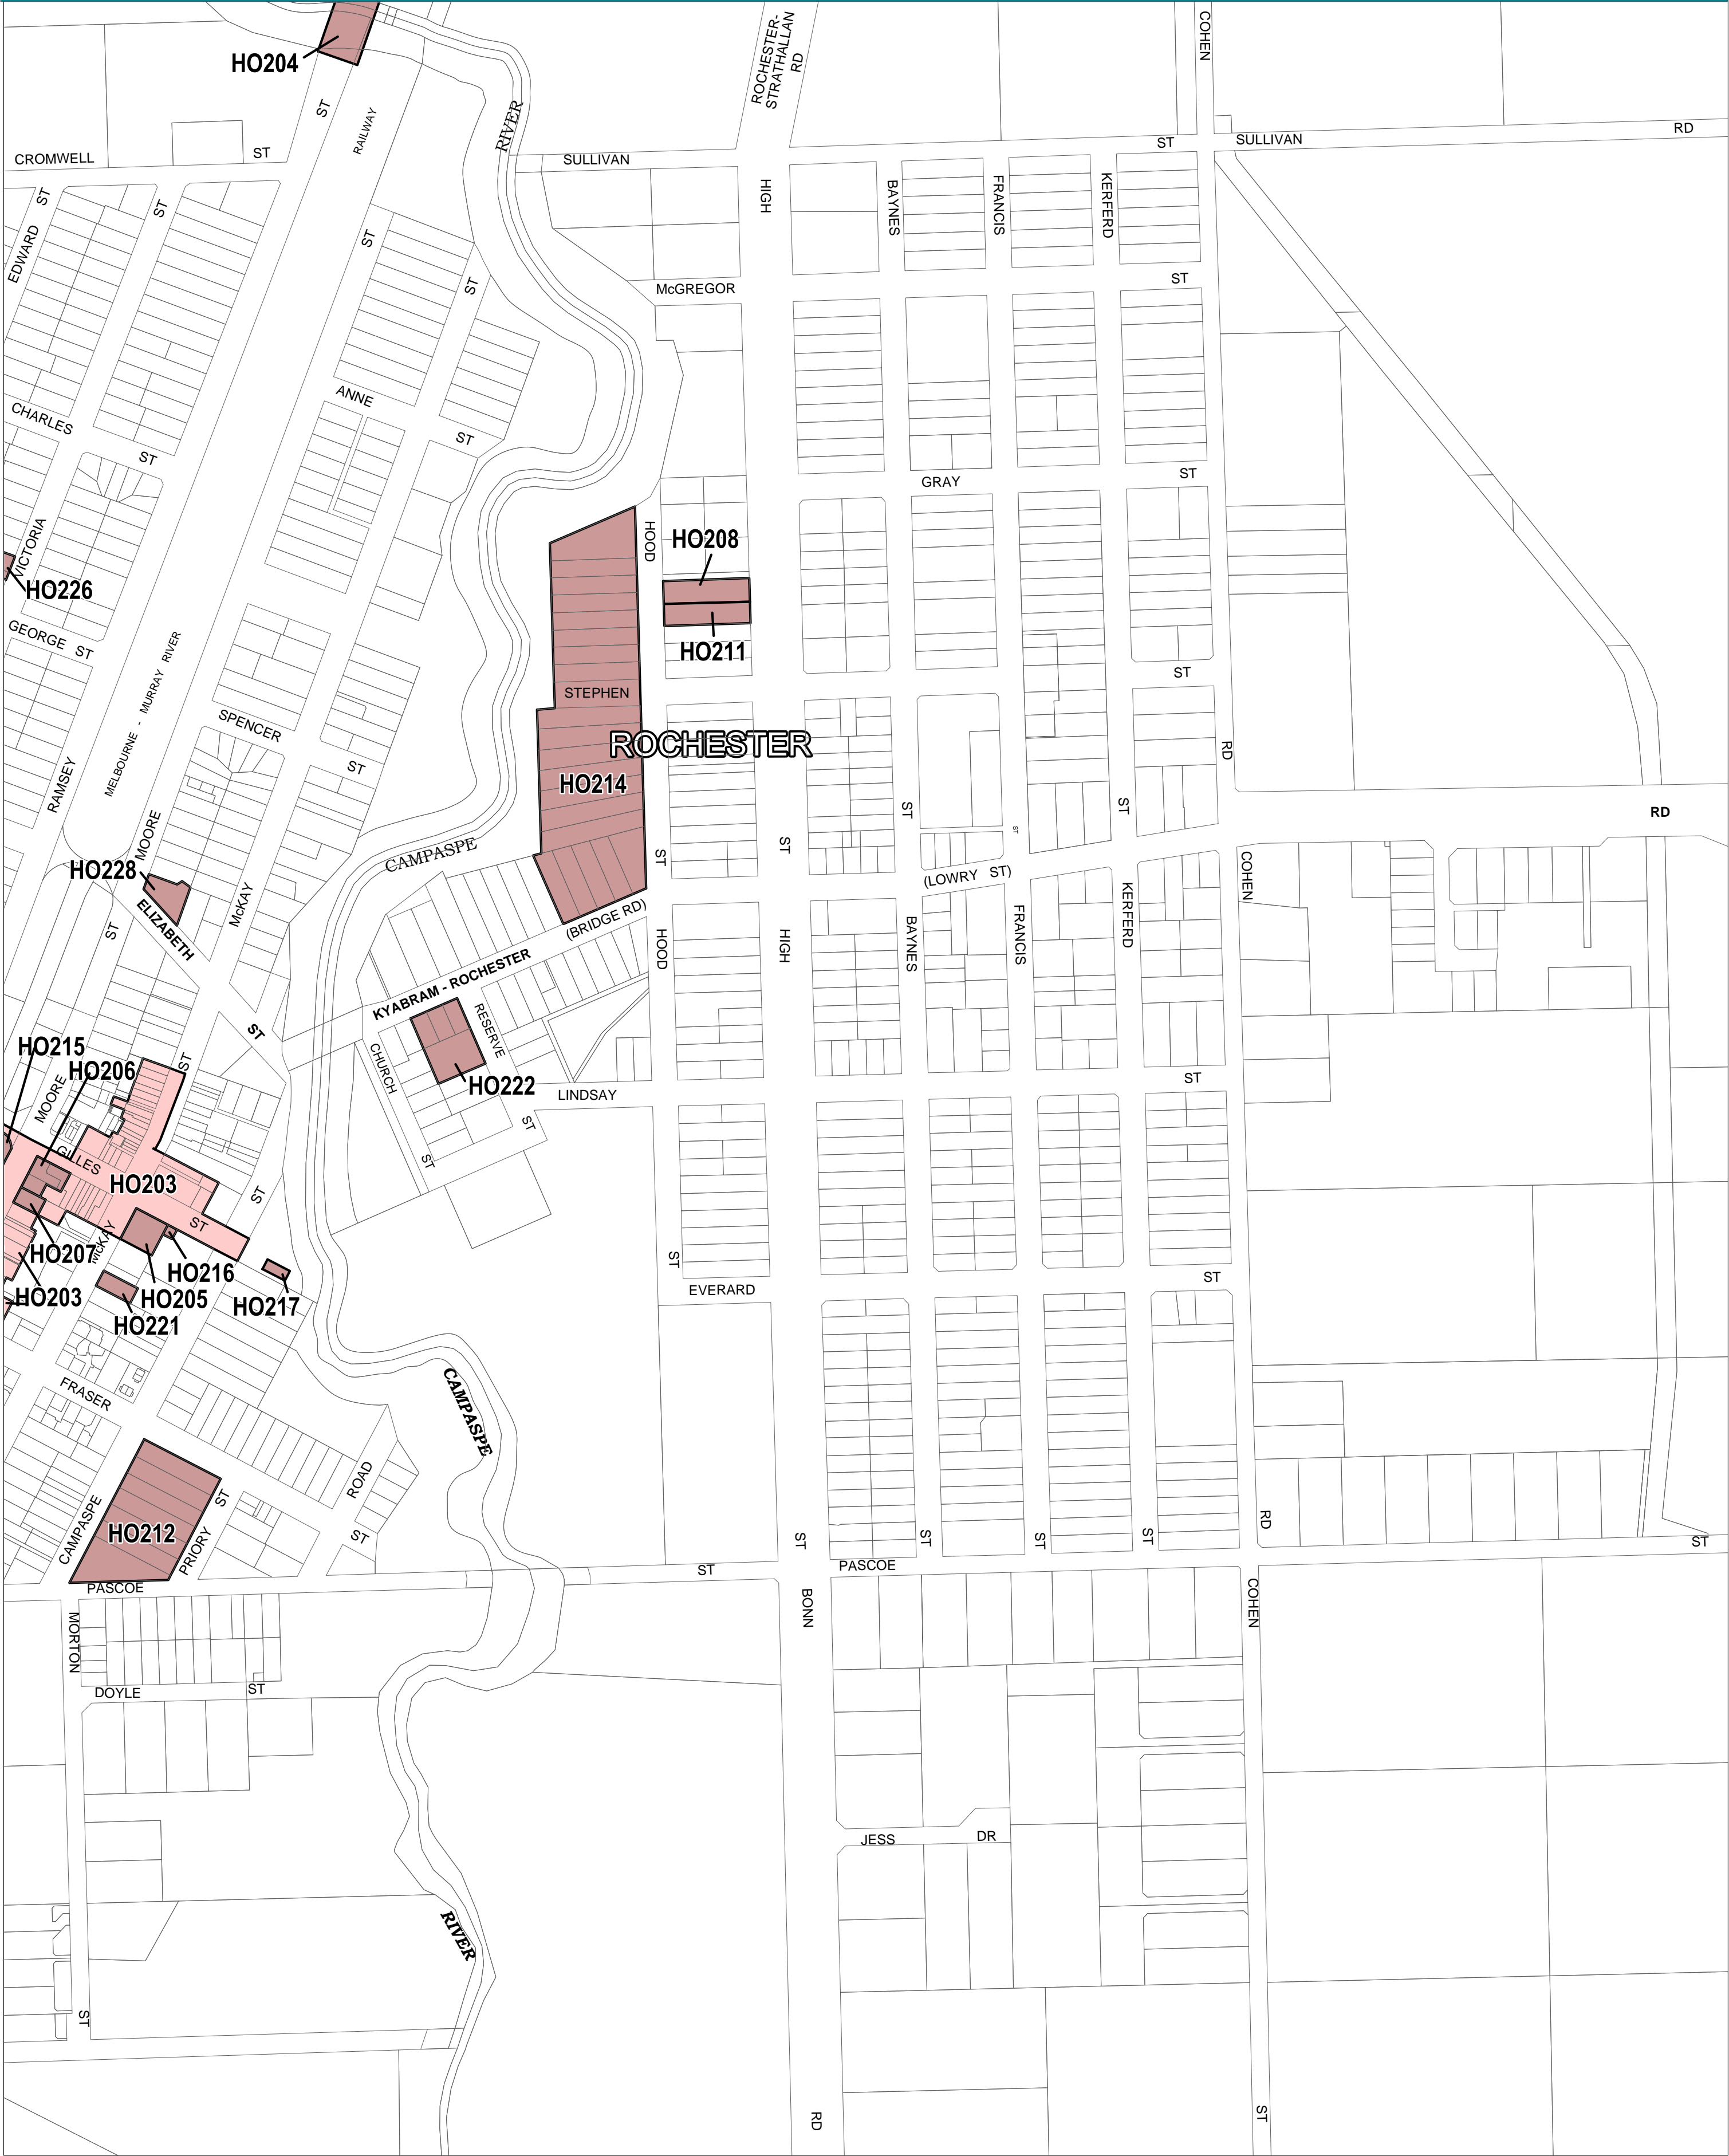 ROCHESTER-
STRATHALLAN
RD
COHEN
HO204
ST
RAILWAY
RIVER
CROMWELL
ST
SULLIVAN
ST
SULLIVAN
RD
EDWARD
ST
ST
ST
ST
HIGH
BAYNES
FRANCIS
KERFERD
McGREGOR
ST
CHARLES
ST
ANNE
ST
GRAY
ST
VICTORIA
HO226
HOOD
HO208
HO211
GEORGE
ST
MELBOURNE - MURRAY RIVER
STEPHEN
ST
SPENCER
ST
ROCHESTER
HO214
RAMSEY
RD
MOORE
ST
ST
ST
ST
ST
RD
CAMPASPE
HO228
ELIZABETH
McKAY
ST
(LOWRY ST)
COHEN
(BRIDGE RD)
KYABRAM - ROCHESTER
HOOD
HIGH
BAYNES
FRANCIS
KERFERD
ST
RESERVE
CHURCH
HO222
LINDSAY
ST
ST
ST
HO215
HO206
MOORE
ST
GILLES
HO203
ST
ST
McKAY
HO207
HO216
HO203
HO205
HO217
HO221
ST
EVERARD
ST
FRASER
CAMPASPE
ROAD
ST
ST
HO212
CAMPASPE
PRIORY
PASCOE
ST
ST
ST
ST
ST
RD
PASCOE
ST
MORTON
BONN
COHEN
DOYLE
ST
JESS
DR
RIVER
ST
RD
ST